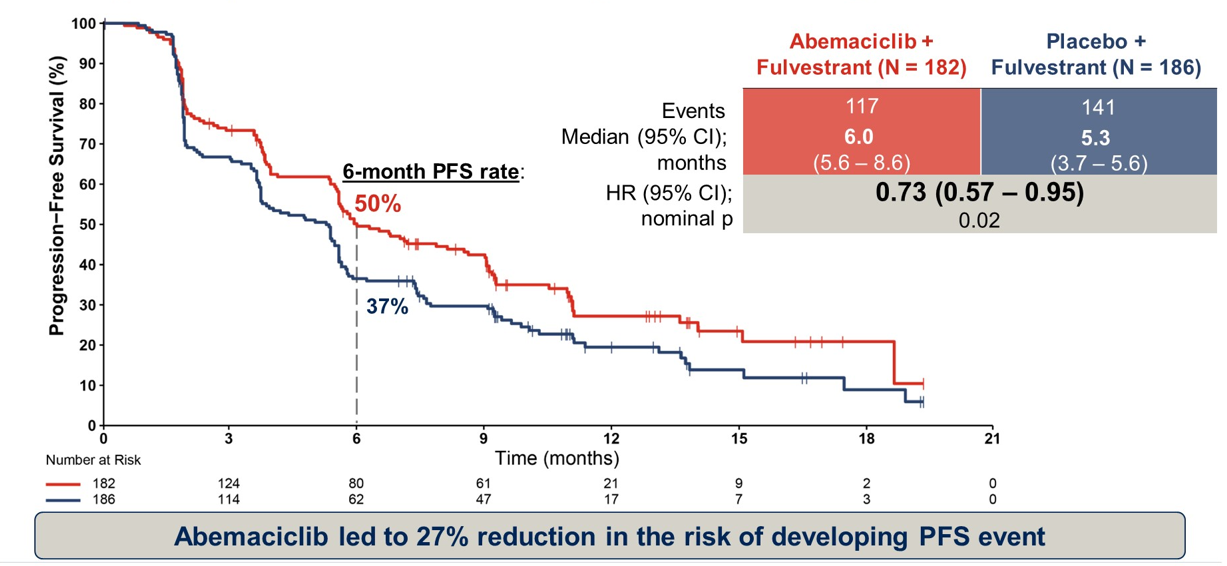 Abemaciclib +
Fulvestrant (N = 182)
Placebo +
Fulvestrant (N = 186)
Events
117
141
Median (95% CI);
months
6.0
(5.6 – 8.6)
5.3
(3.7 – 5.6)
HR (95% CI);
nominal p
0.73 (0.57 – 0.95)
0.02
Progression−Free Survival (%)
100
90
80
70
60
50
40
30
20
10
0
6-month PFS rate:
50%
37%
0 3 6 9 12 15 18 21
Time (months)
Number at Risk
182 124 80 61 21 9 2 0
186 114 62 47 17 7 3 0
Abemaciclib led to 27% reduction in the risk of developing PFS event